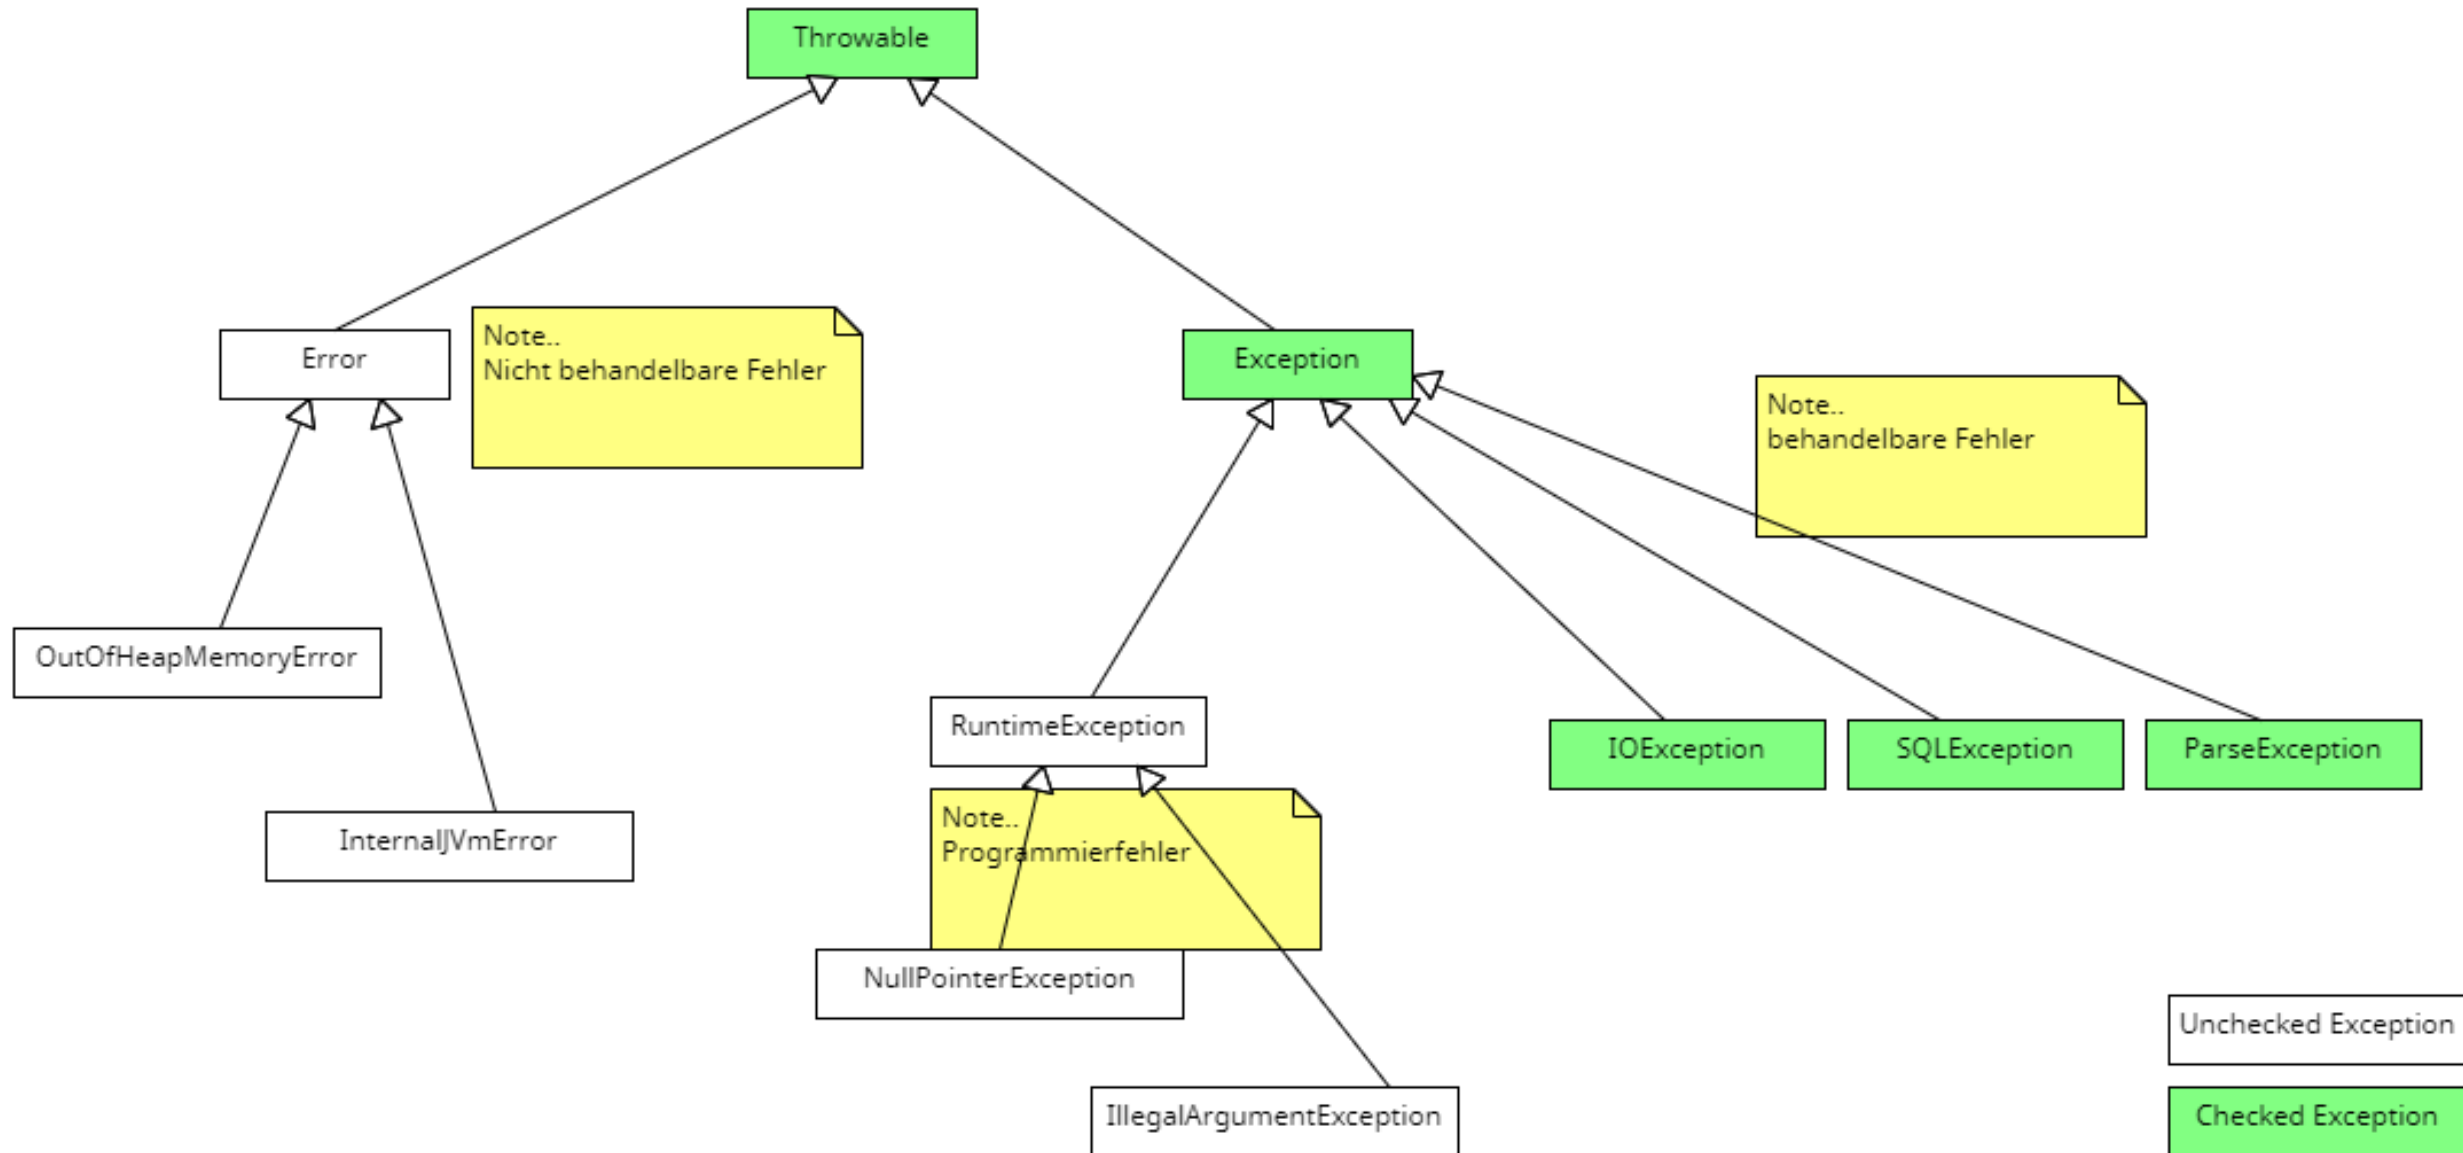 Throwable
Error
Note..
Nicht behandelbare Fehler
Exception
Note..
behandelbare Fehler
OutOfHeapMemoryError
InternalJVmError
RuntimeException
Note..
Programmierfehler
IOException
SQLException
ParseException
NullPointerException
IllegalArgumentException
Unchecked Exception
Checked Exception